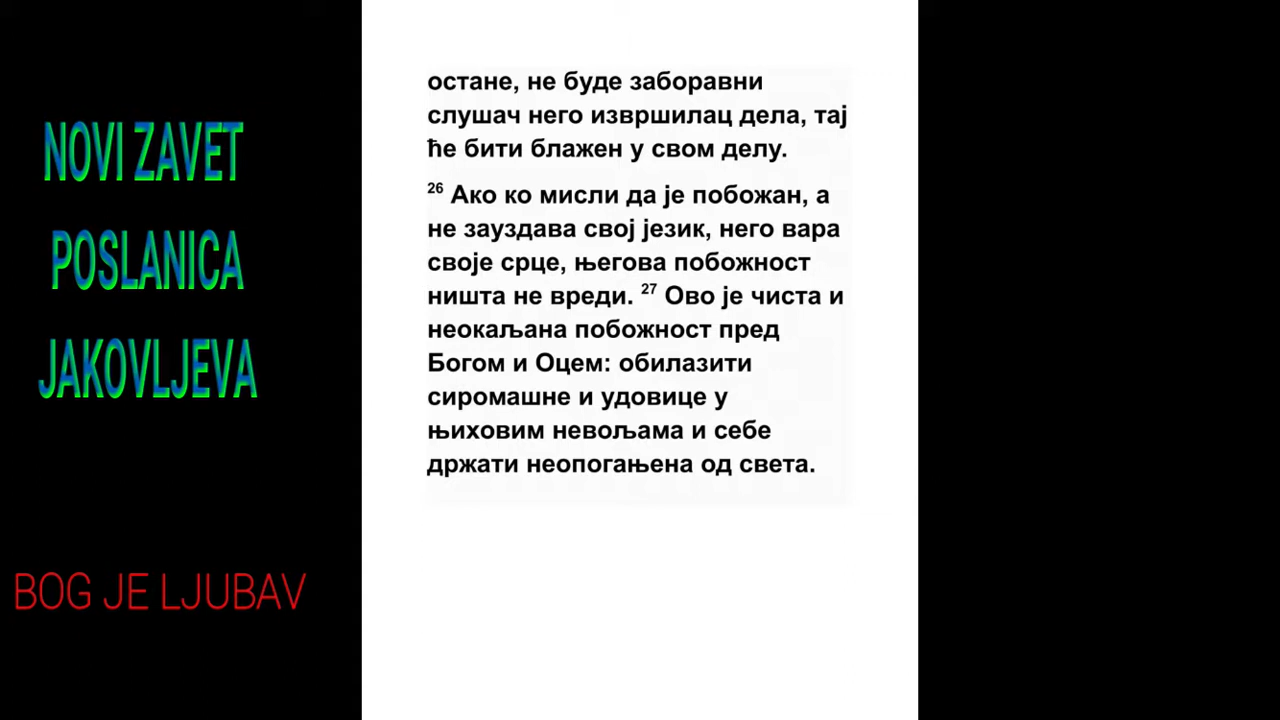 NOVI ZAVET
POSLANICA
JAKOVLJEVA
BOG JE LJUBAV
остане, не буде заборавни
слушач него извршилац дела, тај
ће бити блажен у свом делу.
26 Ако ко мисли да је побожан, а
не зауздава свој језик, него вара
своје срце, његова побожност
ништа не вреди. 27 Ово је чиста и
неокаљана побожност пред
Богом и Оцем: обилазити
сиромашне и удовице у
њиховим невољама и себе
држати неопогањена од света.